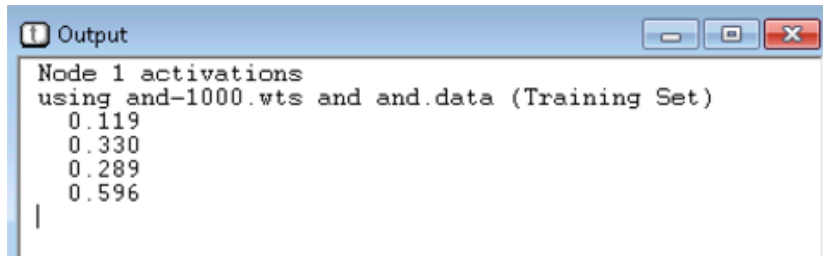 Output
Node 1 activations
using and-1000.wts and and.data (Training Set)
0.119
0.330
0.289
0.596